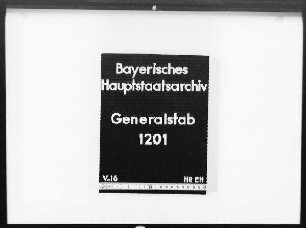 Bayerisches
Hauptstaatsarchiv
Generalstab
1201
V.16 HR EH